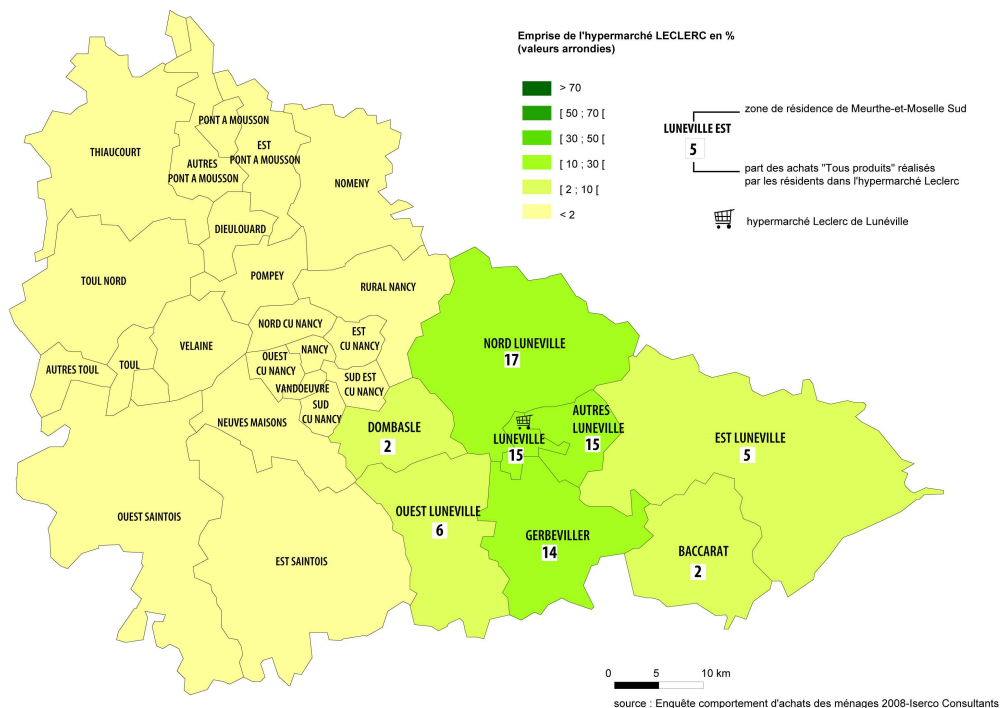 Emprise de l'hypermarché LECLERC en %
(valeurs arrondies)
> 70
[ 50 ; 70 [
[ 30 ; 50 [
[ 10 ; 30 [
[ 2 ; 10 [
< 2
zone de résidence de Meurthe-et-Moselle Sud
LUNEVILLE EST
5
part des achats "Tous produits" réalisés
par les résidents dans l'hypermarché Leclerc
hypermarché Leclerc de Lunéville
PONT A MOUSSON
THIAUCOURT
EST
PONT A MOUSSON
AUTRES
PONT A MOUSSON
NOMENY
DIEULOUARD
TOUL NORD
POMPEY
RURAL NANCY
NORD CU NANCY
EST
CU NANCY
VELAINE
NANCY
OUEST
CU NANCY
AUTRES TOUL
TOUL
VANDOEUVRE
SUD EST
CU NANCY
SUD
CU NANCY
NEUVES MAISONS
NORD LUNEVILLE
17
DOMBASLE
2
AUTRES
LUNEVILLE
15
LUNEVILLE
15
EST LUNEVILLE
5
OUEST SAINTOIS
OUEST LUNEVILLE
6
GERBEVILLER
14
BACCARAT
2
EST SAINTOIS
0 5 10 km
source : Enquête comportement d'achats des ménages 2008-Iserco Consultants